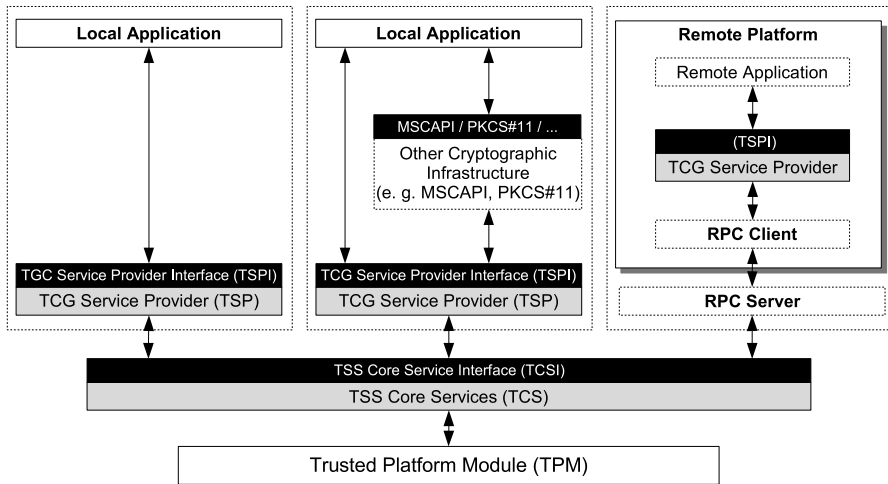 Local Application
TGC Service Provider Interface (TSPI)
TCG Service Provider (TSP)
Local Application
MSCAPI / PKCS#11 / ...
Other Cryptographic
Infrastructure
(e. g. MSCAPI, PKCS#11)
TCG Service Provider Interface (TSPI)
TCG Service Provider (TSP)
Remote Platform
Remote Application
(TSPI)
TCG Service Provider
RPC Client
RPC Server
TSS Core Service Interface (TCSI)
TSS Core Services (TCS)
Trusted Platform Module (TPM)